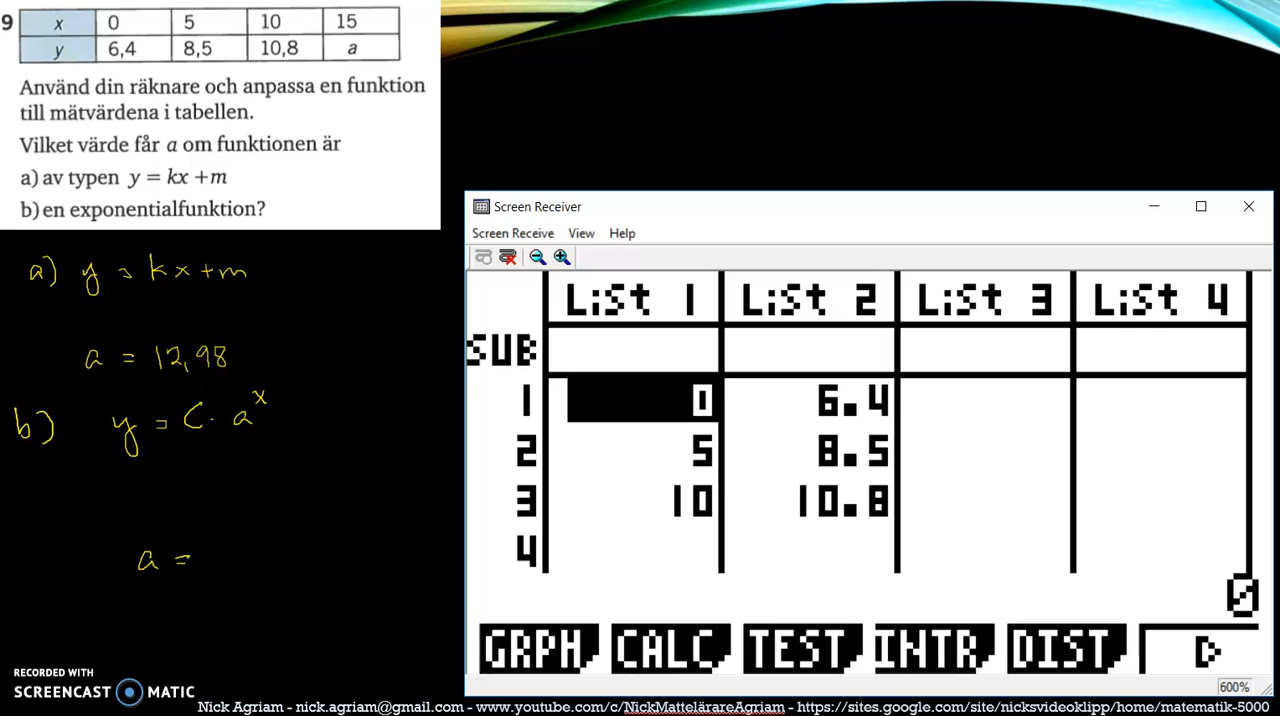 9
x 0 5 10 15
y 6,4 8,5 10,8 a
Använd din räknare och anpassa en funktion
till mätvärdena i tabellen.
Vilket värde får a om funktionen är
a) av typen y = kx + m
b) en exponentialfunktion?
a) y = kx + m
a = 12,98
b) y = C · a^x
a =
Screen Receiver
Screen Receive View Help
List 1 List 2 List 3 List 4
SUB
1 0 6.4
2 5 8.5
3 10 10.8
4
0
GRPH CALC TEST INTR DIST ▷
600%
RECORDED WITH
SCREENCAST MATIC
Nick Agriam - nick.agriam@gmail.com - www.youtube.com/c/NickMattelärareAgriam - https://sites.google.com/site/nicksvideoklipp/home/matematik-5000